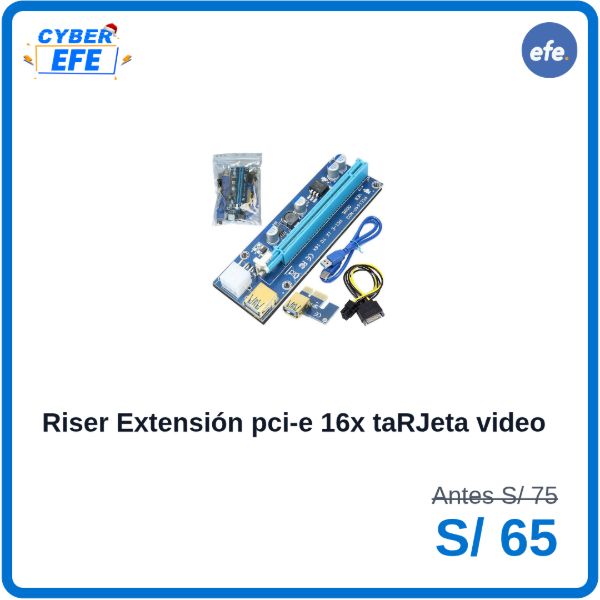 CYBER
EFE
efe.
Riser Extensión pci-e 16x taRJeta video
Antes S/ 75
S/ 65